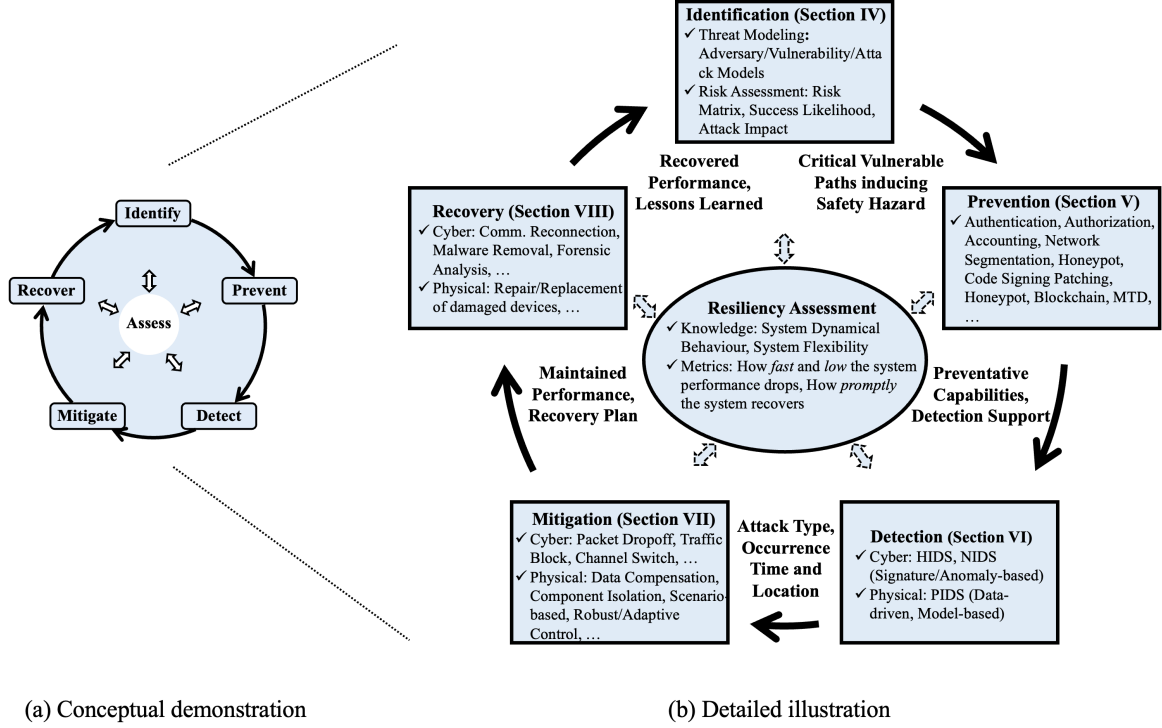 Identify
Recover
Prevent
Assess
Mitigate
Detect
(a) Conceptual demonstration
Identification (Section IV)
✓ Threat Modeling:
Adversary/Vulnerability/Atta
ck Models
✓ Risk Assessment: Risk
Matrix, Success Likelihood,
Attack Impact
Recovered
Performance,
Lessons Learned
Critical Vulnerable
Paths inducing
Safety Hazard
Recovery (Section VIII)
✓ Cyber: Comm. Reconnection,
Malware Removal, Forensic
Analysis, …
✓ Physical: Repair/Replacement
of damaged devices, …
Prevention (Section V)
✓ Authentication, Authorization,
Accounting, Network
Segmentation, Honeypot,
Code Signing Patching,
Honeypot, Blockchain, MTD,
…
Resiliency Assessment
✓ Knowledge: System Dynamical
Behaviour, System Flexibility
✓ Metrics: How fast and low the system
performance drops, How promptly
the system recovers
Maintained
Performance,
Recovery Plan
Preventative
Capabilities,
Detection Support
Mitigation (Section VII)
✓ Cyber: Packet Dropoff, Traffic
Block, Channel Switch, …
✓ Physical: Data Compensation,
Component Isolation, Scenario-
based, Robust/Adaptive
Control, …
Attack Type,
Occurrence
Time and
Location
Detection (Section VI)
✓ Cyber: HIDS, NIDS
(Signature/Anomaly-based)
✓ Physical: PIDS (Data-
driven, Model-based)
(b) Detailed illustration